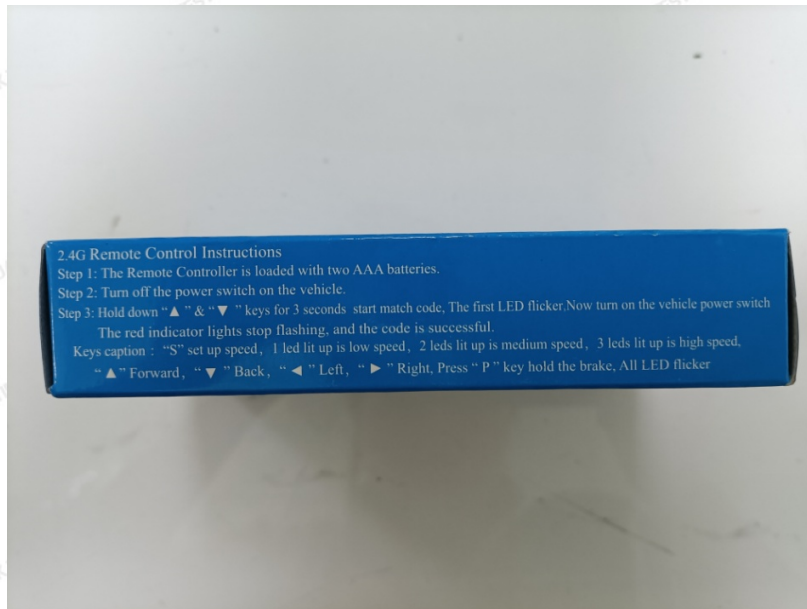 2.4G Remote Control Instructions
Step 1: The Remote Controller is loaded with two AAA batteries.
Step 2: Turn off the power switch on the vehicle.
Step 3: Hold down “▲ ” & “▼ ” keys for 3 seconds start match code, The first LED flicker.Now turn on the vehicle power switch
The red indicator lights stop flashing, and the code is successful.
Keys caption : “S” set up speed, 1 led lit up is low speed, 2 leds lit up is medium speed, 3 leds lit up is high speed,
“ ▲” Forward, “ ▼ ” Back, “ ◀ ” Left, “ ▶ ” Right, Press “ P ” key hold the brake, All LED flicker